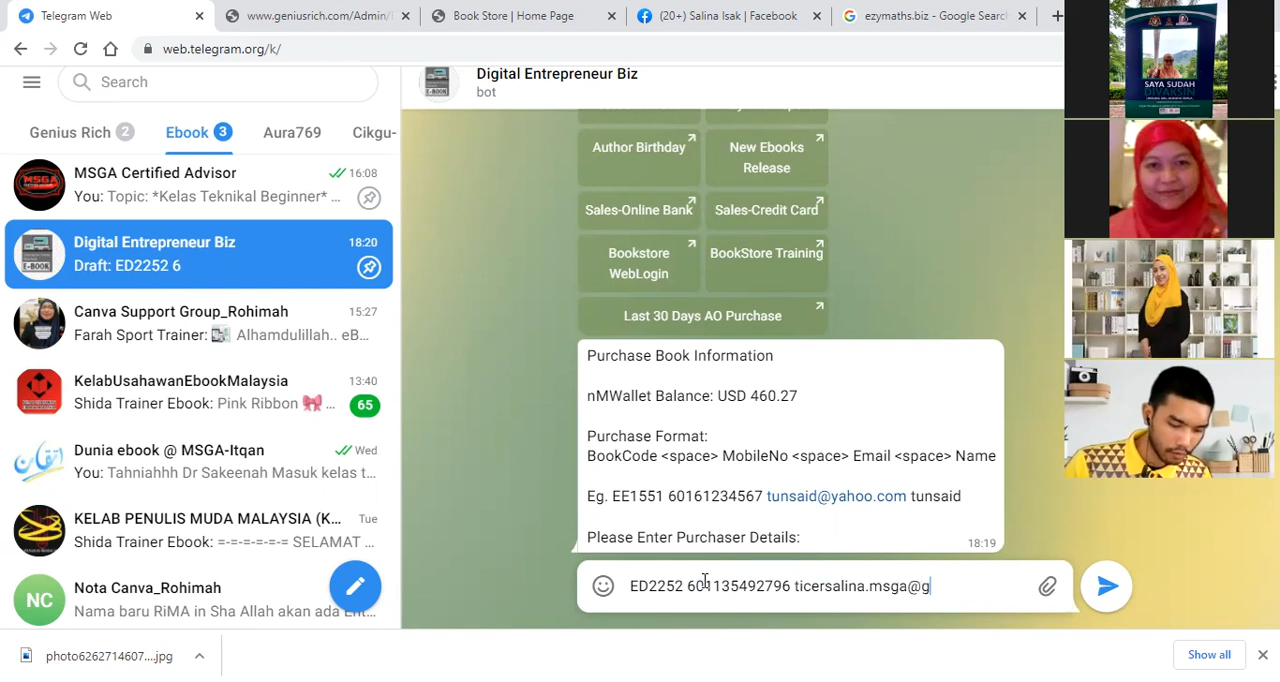 Telegram Web
www.geniusrich.com/Admin/
Book Store | Home Page
(20+) Salina Isak | Facebook
ezymaths.biz - Google Searc
web.telegram.org/k/
Search
Digital Entrepreneur Biz
bot
Genius Rich 2
Ebook 3
Aura769
Cikgu-
MSGA Certified Advisor
16:08
You: Topic: *Kelas Teknikal Beginner* ...
Digital Entrepreneur Biz
18:20
Draft: ED2252 6
Canva Support Group_Rohimah
15:27
Farah Sport Trainer: Alhamdulillah.. eB...
KelabUsahawanEbookMalaysia
13:40
Shida Trainer Ebook: Pink Ribbon ...
65
Dunia ebook @ MSGA-Itqan
Wed
You: Tahniahhh Dr Sakeenah Masuk kelas t...
KELAB PENULIS MUDA MALAYSIA (K...
Tue
Shida Trainer Ebook: =-=-=-=-=-= SELAMAT ...
NC
Nota Canva_Rohimah
Nama baru RiMA in Sha Allah akan ada Ent
Author Birthday
New Ebooks
Release
Sales-Online Bank
Sales-Credit Card
Bookstore
WebLogin
BookStore Training
Last 30 Days AO Purchase
Purchase Book Information
nMWallet Balance: USD 460.27
Purchase Format:
BookCode <space> MobileNo <space> Email <space> Name
Eg. EE1551 60161234567 tunsaid@yahoo.com tunsaid
Please Enter Purchaser Details:
18:19
ED2252 601135492796 ticersalina.msga@g
SAYA SUDAH
DIVAKSIN
photo6262714607....jpg
Show all